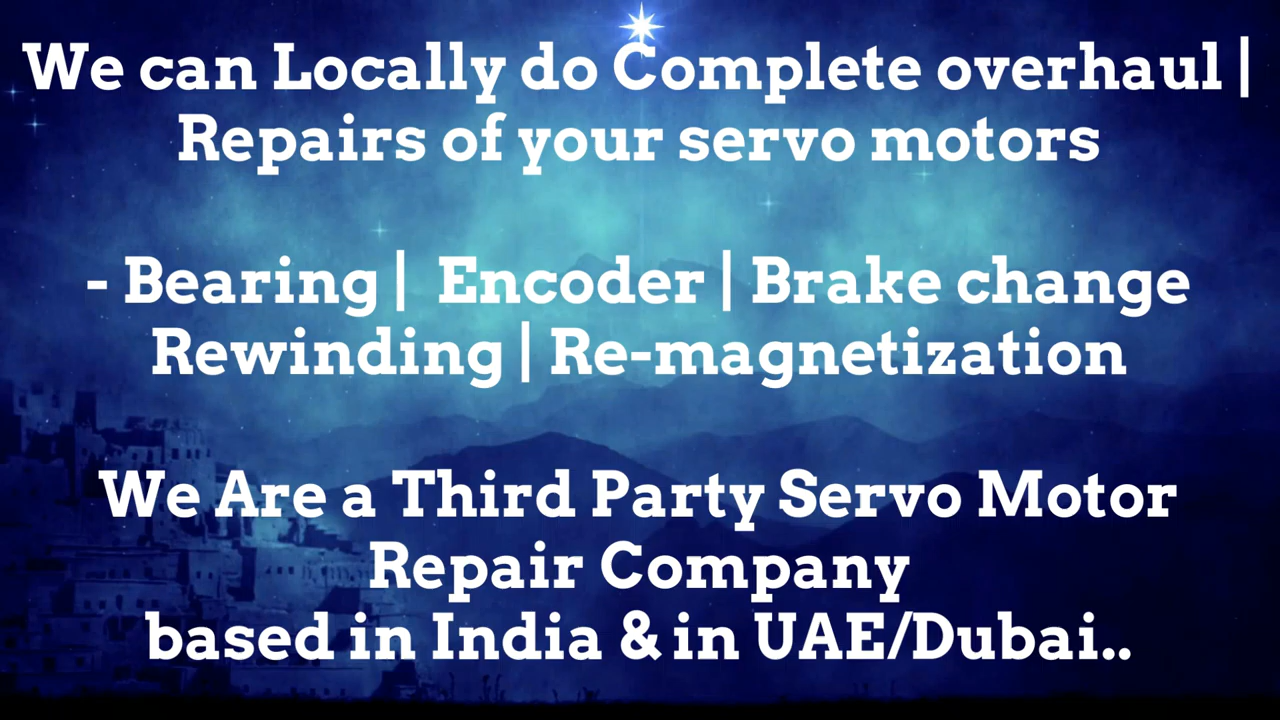 We can Locally do Complete overhaul |
Repairs of your servo motors
- Bearing |  Encoder | Brake change
Rewinding | Re-magnetization
We Are a Third Party Servo Motor
Repair Company
based in India & in UAE/Dubai..